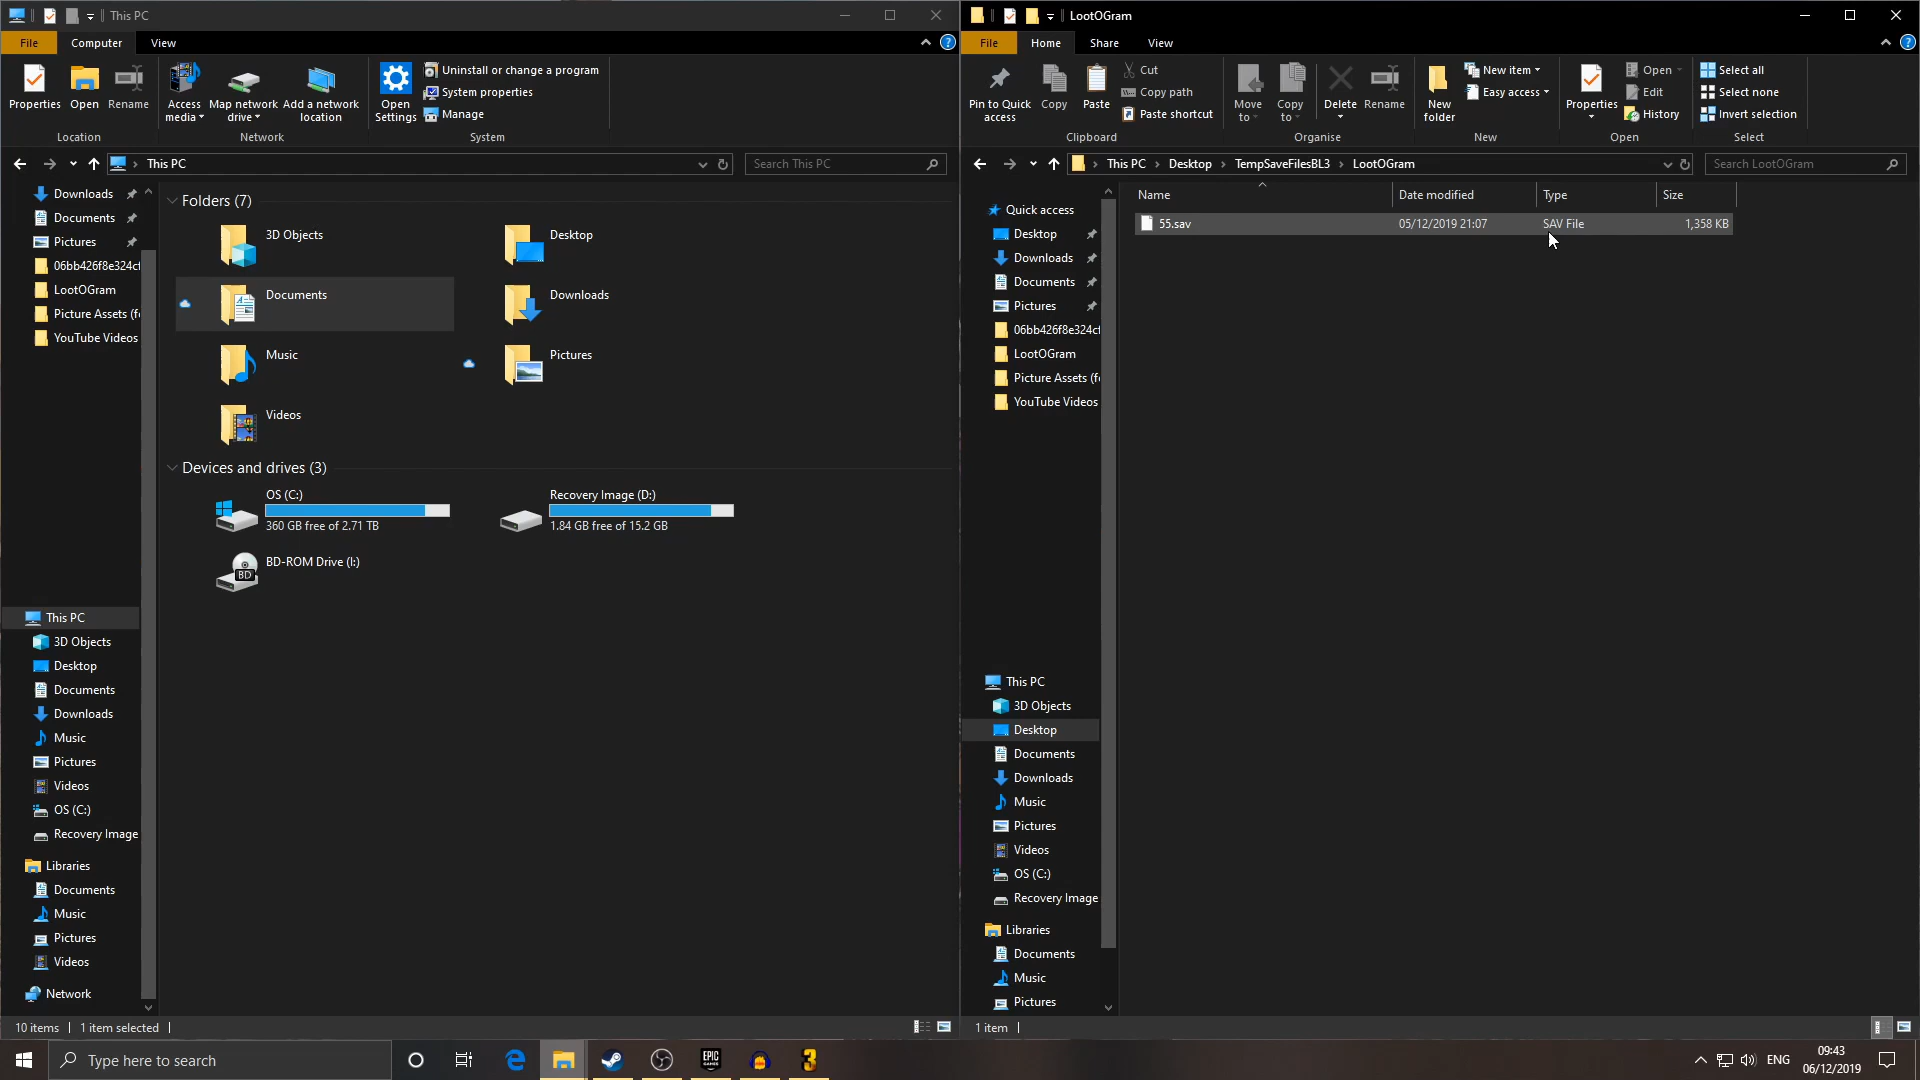 This PC
File
Computer
View
Properties
Open
Rename
Access media
Map network drive
Add a network location
Open Settings
Uninstall or change a program
System properties
Manage
Location
Network
System
This PC
Search This PC
Downloads
Documents
Pictures
06bb426f8e324cf
LootOGram
Picture Assets (f
YouTube Videos
This PC
3D Objects
Desktop
Documents
Downloads
Music
Pictures
Videos
OS (C:)
Recovery Image
Libraries
Documents
Music
Pictures
Videos
Network
Folders (7)
3D Objects
Desktop
Documents
Downloads
Music
Pictures
Videos
Devices and drives (3)
OS (C:)
360 GB free of 2.71 TB
Recovery Image (D:)
1.84 GB free of 15.2 GB
BD
BD-ROM Drive (I:)
10 items
1 item selected
LootOGram
File
Home
Share
View
Pin to Quick access
Copy
Paste
Cut
Copy path
Paste shortcut
Move to
Copy to
Delete
Rename
New folder
New item
Easy access
Properties
Open
Edit
History
Select all
Select none
Invert selection
Clipboard
Organise
New
Open
Select
This PC
Desktop
TempSaveFilesBL3
LootOGram
Search LootOGram
Quick access
Desktop
Downloads
Documents
Pictures
06bb426f8e324cf
LootOGram
Picture Assets (f
YouTube Videos
This PC
3D Objects
Desktop
Documents
Downloads
Music
Pictures
Videos
OS (C:)
Recovery Image
Libraries
Documents
Music
Pictures
Name
Date modified
Type
Size
55.sav
05/12/2019 21:07
SAV File
1,358 KB
1 item
Type here to search
EPIC GAMES
3
ENG
09:43
06/12/2019